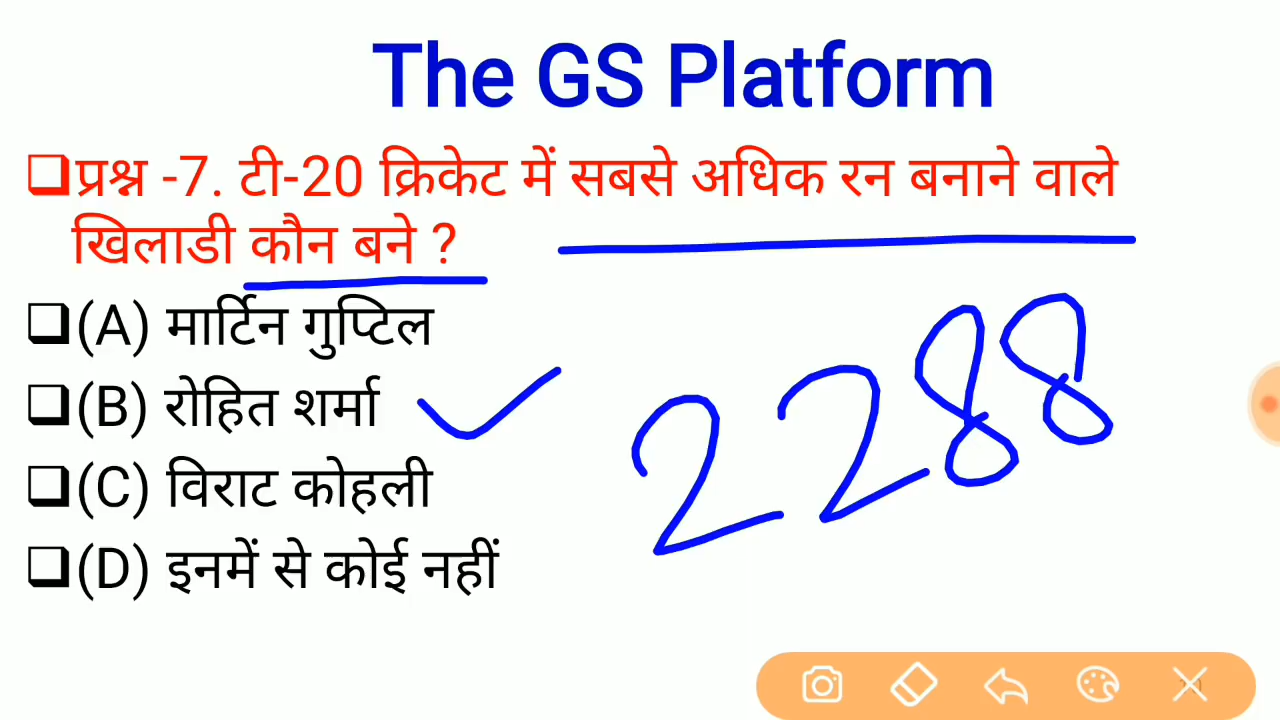 The GS Platform
❑प्रश्न -7. टी-20 क्रिकेट में सबसे अधिक रन बनाने वाले
खिलाडी कौन बने ?
❑(A) मार्टिन गुप्टिल
❑(B) रोहित शर्मा
❑(C) विराट कोहली
❑(D) इनमें से कोई नहीं
2288